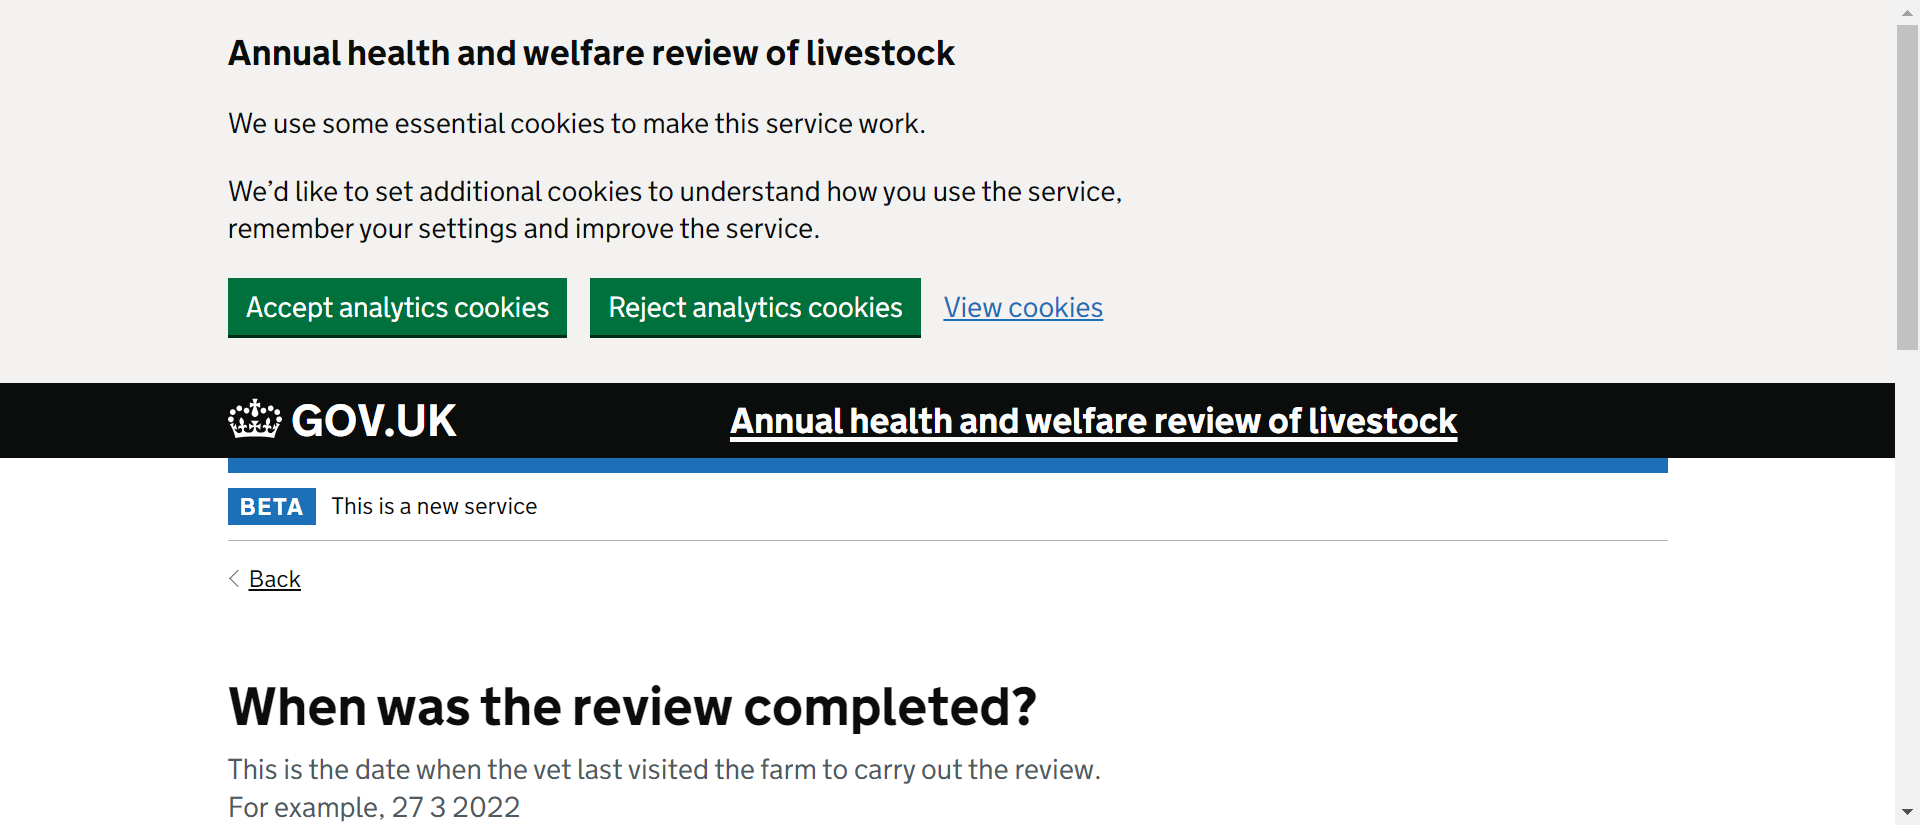 Annual health and welfare review of livestock
We use some essential cookies to make this service work.
We’d like to set additional cookies to understand how you use the service,
remember your settings and improve the service.
Accept analytics cookies Reject analytics cookies View cookies
GOV.UK Annual health and welfare review of livestock
BETA This is a new service
Back
When was the review completed?
This is the date when the vet last visited the farm to carry out the review.
For example, 27 3 2022